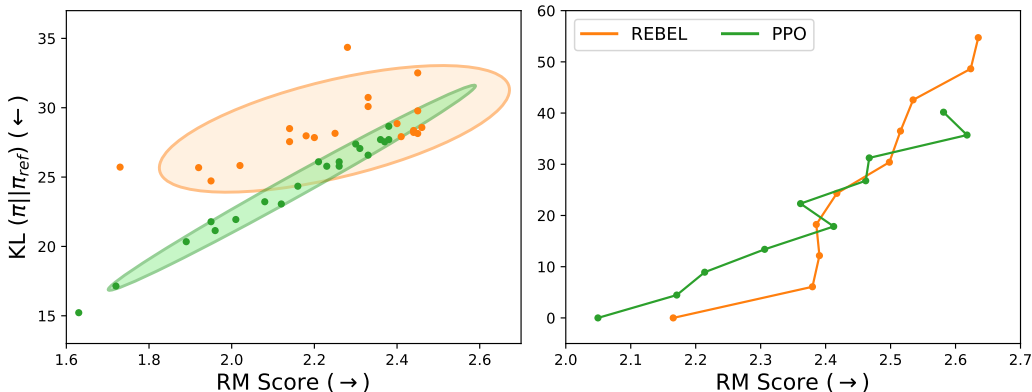 KL (π||π_ref) (←)
35
30
25
20
15
1.6 1.8 2.0 2.2 2.4 2.6
RM Score (→)
REBEL PPO
60
50
40
30
20
10
0
2.0 2.1 2.2 2.3 2.4 2.5 2.6 2.7
RM Score (→)